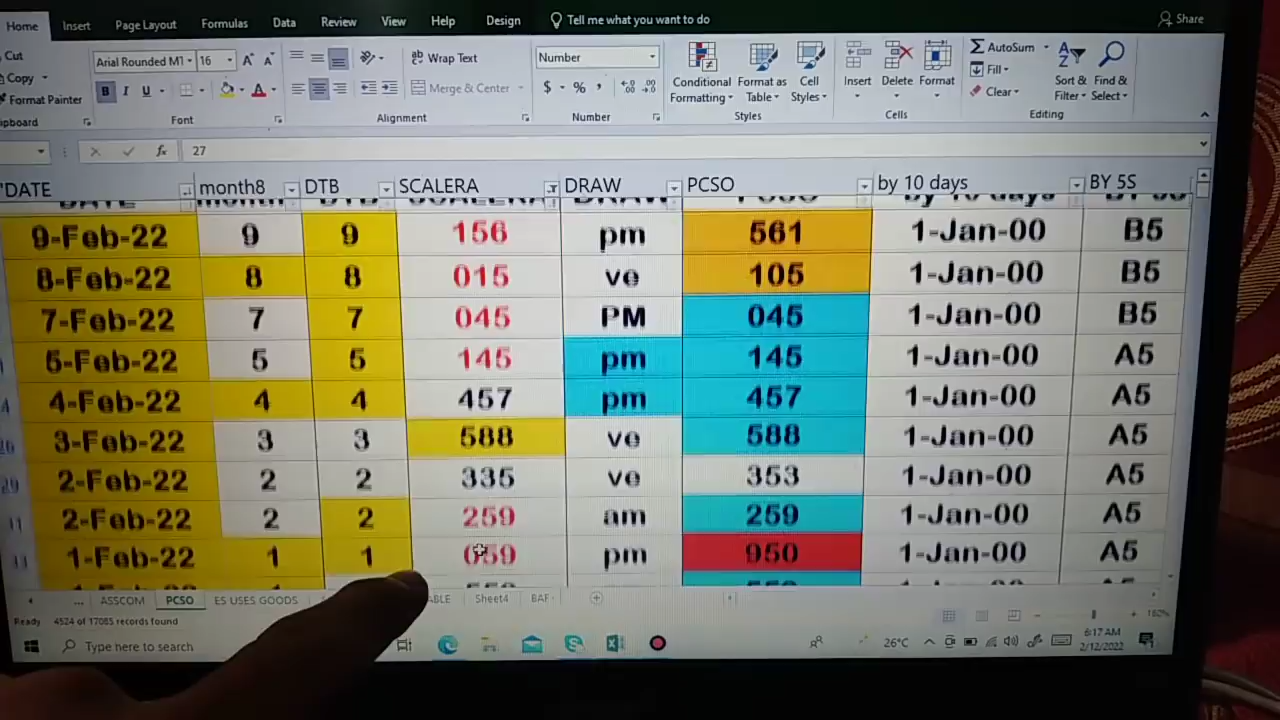 Home Insert Page Layout Formulas Data Review View Help Design Tell me what you want to do Share
Cut
Copy
Format Painter
Arial Rounded MT 16
B I U
Wrap Text
Merge & Center
Number
$ % ,
Conditional Formatting
Format as Table
Cell Styles
Insert Delete Format
AutoSum
Fill
Clear
Sort & Filter
Find & Select
Font Alignment Number Styles Cells Editing
fx 27
'DATE month8 DTB SCALERA DRAW PCSO by 10 days BY 5S
9-Feb-22 9 9 156 pm 561 1-Jan-00 B5
8-Feb-22 8 8 015 ve 105 1-Jan-00 B5
7-Feb-22 7 7 045 PM 045 1-Jan-00 B5
5-Feb-22 5 5 145 pm 145 1-Jan-00 A5
4-Feb-22 4 4 457 pm 457 1-Jan-00 A5
3-Feb-22 3 3 588 ve 588 1-Jan-00 A5
2-Feb-22 2 2 335 ve 353 1-Jan-00 A5
2-Feb-22 2 2 259 am 259 1-Jan-00 A5
1-Feb-22 1 1 059 pm 950 1-Jan-00 A5
... ASSCOM PCSO ES USES GOODS Sheet4 BAF
Ready 4524 of 17085 records found
Type here to search
26°C
6:17 AM
2/12/2022